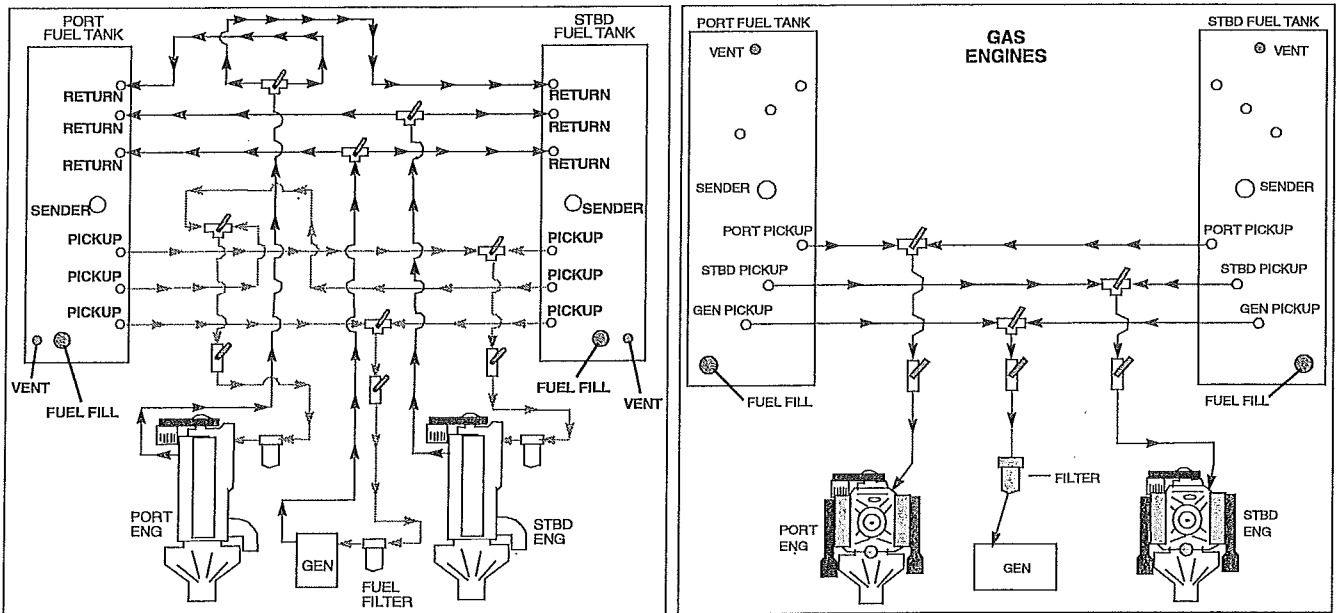 PORT
FUEL TANK
STBD
FUEL TANK
RETURN
RETURN
RETURN
RETURN
RETURN
RETURN
SENDER
SENDER
PICKUP
PICKUP
PICKUP
PICKUP
PICKUP
PICKUP
VENT
FUEL FILL
FUEL FILL
VENT
PORT
ENG
GEN
FUEL
FILTER
STBD
ENG
PORT FUEL TANK
STBD FUEL TANK
GAS
ENGINES
VENT
VENT
SENDER
SENDER
PORT PICKUP
PORT PICKUP
STBD PICKUP
STBD PICKUP
GEN PICKUP
GEN PICKUP
FUEL FILL
FUEL FILL
FILTER
PORT
ENG
GEN
STBD
ENG